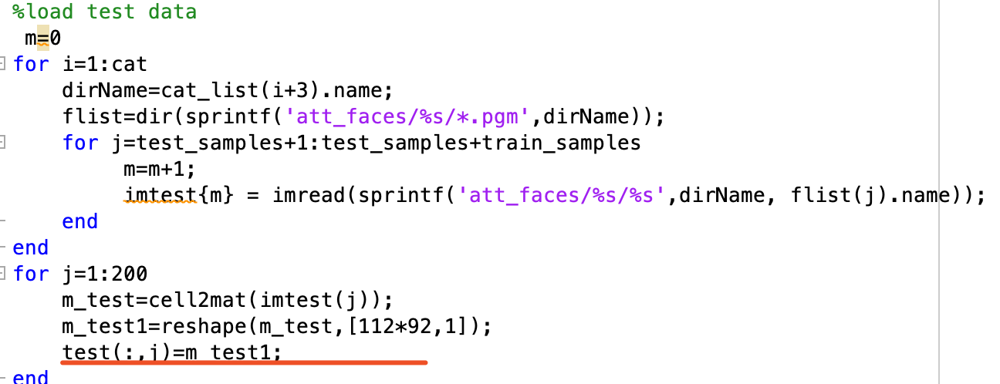 %load test data
m=0
for i=1:cat
dirName=cat_list(i+3).name;
flist=dir(sprintf('att_faces/%s/*.pgm',dirName));
for j=test_samples+1:test_samples+train_samples
m=m+1;
imtest{m} = imread(sprintf('att_faces/%s/%s',dirName, flist(j).name));
end
end
for j=1:200
m_test=cell2mat(imtest(j));
m_test1=reshape(m_test,[112*92,1]);
test(:,j)=m_test1;
end